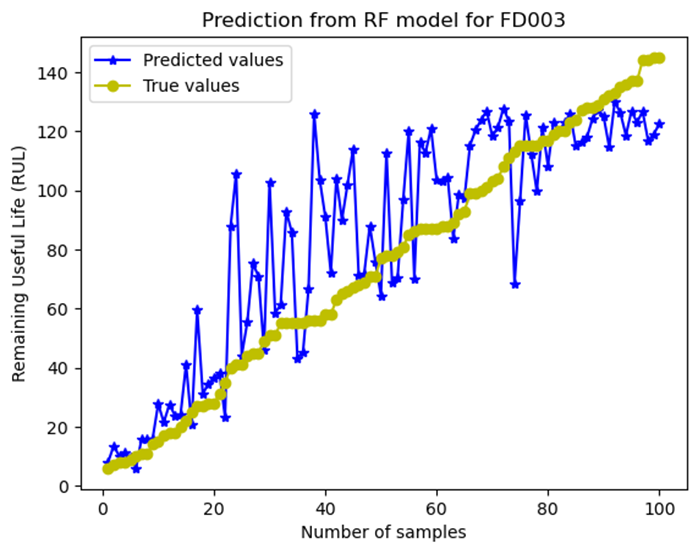 Prediction from RF model for FD003
Predicted values
True values
Remaining Useful Life (RUL)
140
120
100
80
60
40
20
0
0 20 40 60 80 100
Number of samples